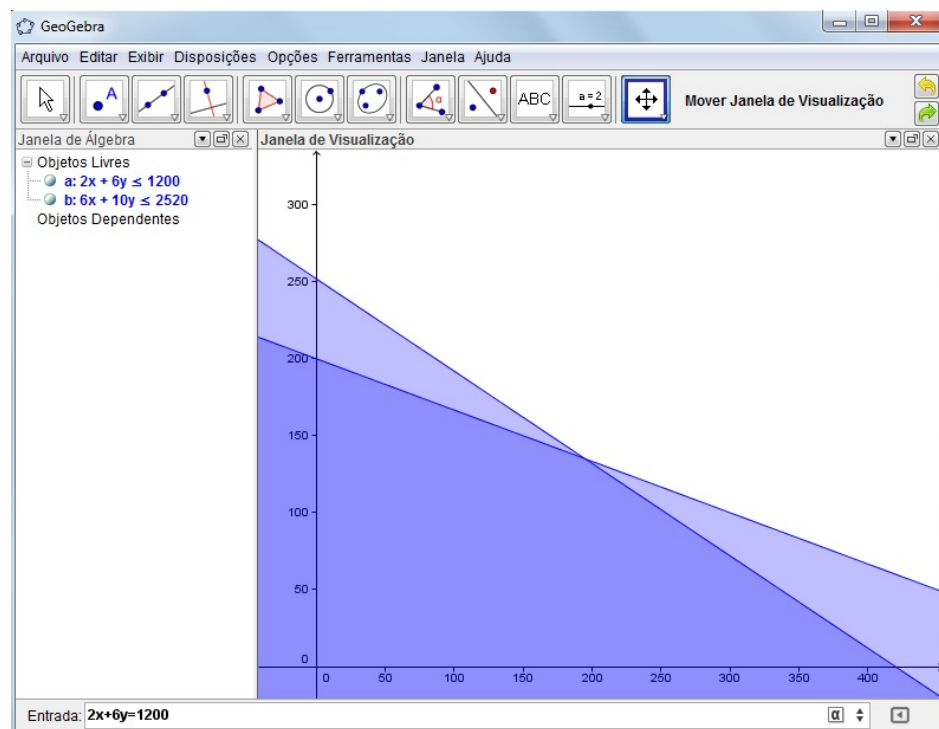 GeoGebra
Arquivo Editar Exibir Disposições Opções Ferramentas Janela Ajuda
A α ABC a=2 Mover Janela de Visualização
Janela de Álgebra
Janela de Visualização
Objetos Livres
a: 2x + 6y ≤ 1200
b: 6x + 10y ≤ 2520
Objetos Dependentes
300
250
200
150
100
50
0
0 50 100 150 200 250 300 350 400
Entrada: 2x+6y=1200 α